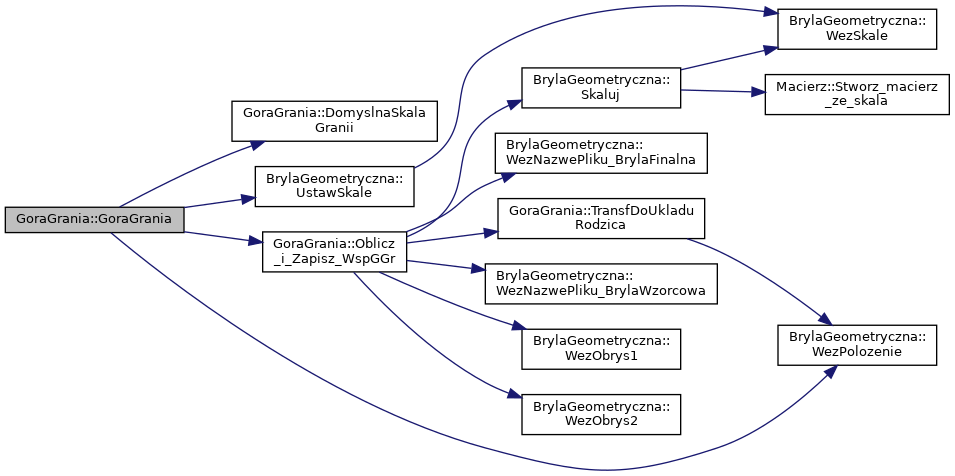 GoraGrania::GoraGrania
GoraGrania::DomyslnaSkala
Granii
BrylaGeometryczna::
UstawSkale
GoraGrania::Oblicz
_i_Zapisz_WspGGr
BrylaGeometryczna::
Skaluj
BrylaGeometryczna::
WezNazwePliku_BrylaFinalna
GoraGrania::TransfDoUkladu
Rodzica
BrylaGeometryczna::
WezNazwePliku_BrylaWzorcowa
BrylaGeometryczna::
WezObrys1
BrylaGeometryczna::
WezObrys2
BrylaGeometryczna::
WezSkale
Macierz::Stworz_macierz
_ze_skala
BrylaGeometryczna::
WezPolozenie